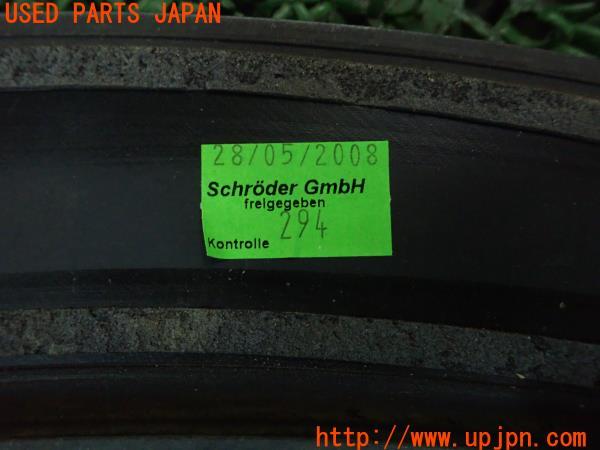 USED PARTS JAPAN
28/05/2008
Schröder GmbH
freigegeben
294
Kontrolle
http://www.upjpn.com